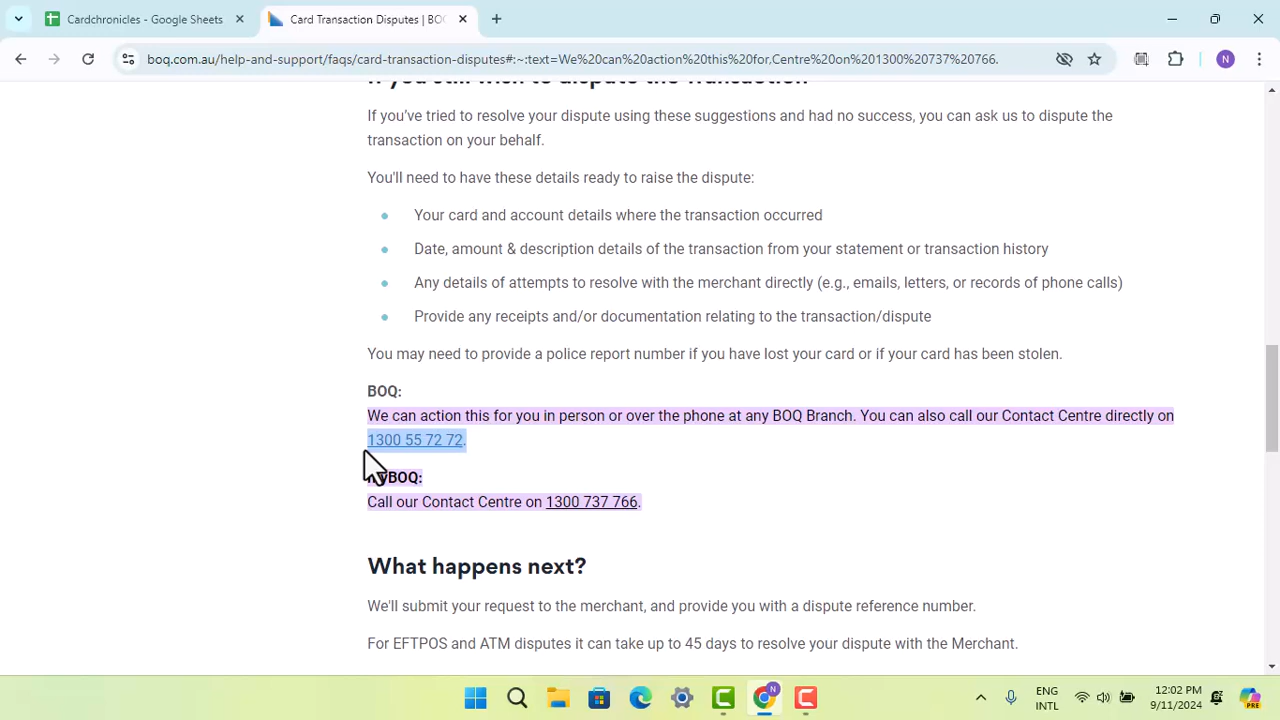 Cardchronicles - Google Sheets
Card Transaction Disputes | BO
boq.com.au/help-and-support/faqs/card-transaction-disputes#:~:text=We%20can%20action%20this%20for,Centre%20on%201300%20737%20766.
N
If you still wish to dispute the transaction
If you've tried to resolve your dispute using these suggestions and had no success, you can ask us to dispute the
transaction on your behalf.
You'll need to have these details ready to raise the dispute:
Your card and account details where the transaction occurred
Date, amount & description details of the transaction from your statement or transaction history
Any details of attempts to resolve with the merchant directly (e.g., emails, letters, or records of phone calls)
Provide any receipts and/or documentation relating to the transaction/dispute
You may need to provide a police report number if you have lost your card or if your card has been stolen.
BOQ:
We can action this for you in person or over the phone at any BOQ Branch. You can also call our Contact Centre directly on
1300 55 72 72.
BOQ:
Call our Contact Centre on 1300 737 766.
What happens next?
We'll submit your request to the merchant, and provide you with a dispute reference number.
For EFTPOS and ATM disputes it can take up to 45 days to resolve your dispute with the Merchant.
N
ENG
INTL
12:02 PM
9/11/2024
PRE